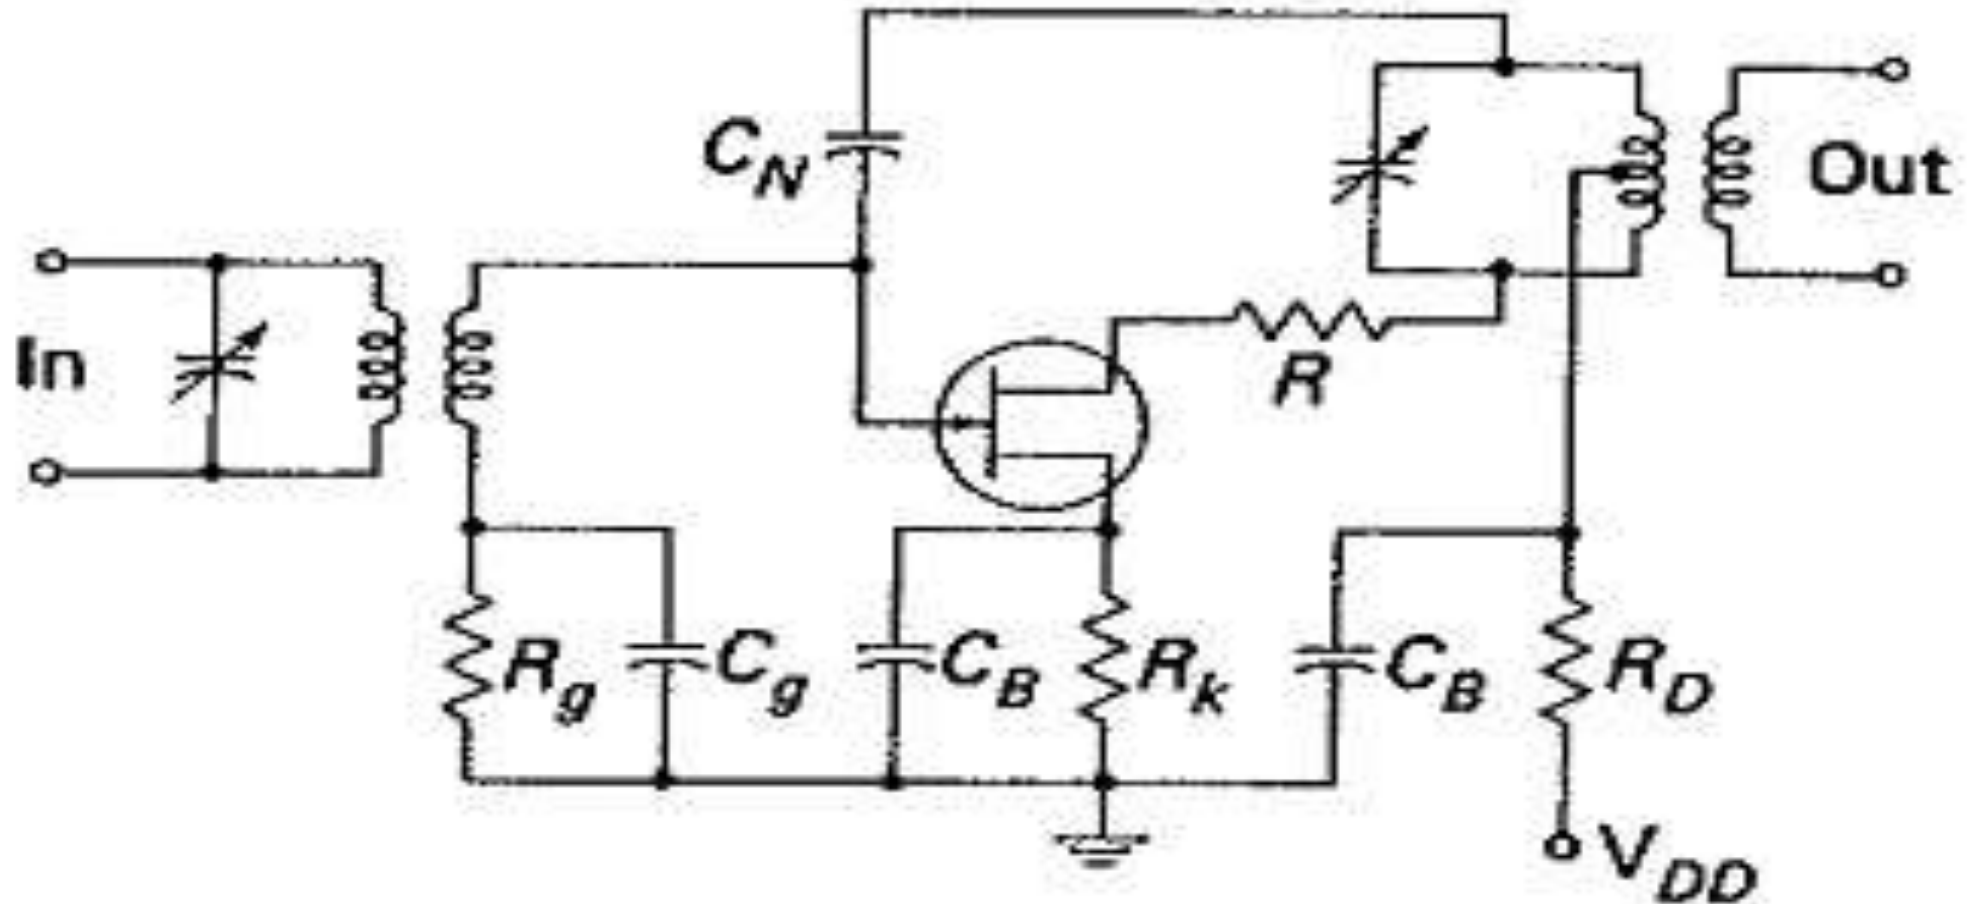 C_N
Out
In
R
R_g
C_g
C_B
R_k
C_B
R_D
V_DD